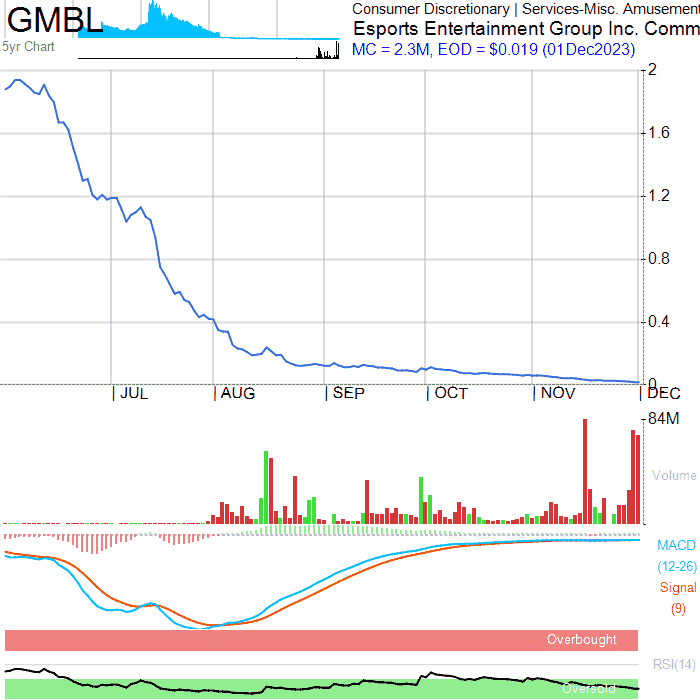 GMBL
5yr Chart
Consumer Discretionary | Services-Misc. Amusement
Esports Entertainment Group Inc. Comm
MC = 2.3M, EOD = $0.019 (01Dec2023)
2
1.6
1.2
0.8
0.4
0
JUL AUG SEP OCT NOV DEC
84M
Volume
MACD
(12-26)
Signal
(9)
Overbought
RSI(14)
Oversold